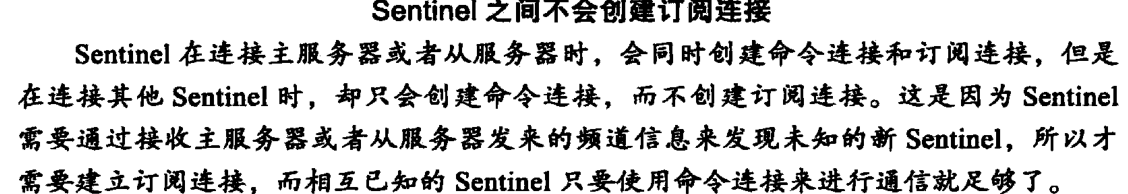 Sentinel 之间不会创建订阅连接
Sentinel 在连接主服务器或者从服务器时，会同时创建命令连接和订阅连接，但是
在连接其他 Sentinel 时，却只会创建命令连接，而不创建订阅连接。这是因为 Sentinel
需要通过接收主服务器或者从服务器发来的频道信息来发现未知的新 Sentinel，所以才
需要建立订阅连接，而相互已知的 Sentinel 只要使用命令连接来进行通信就足够了。